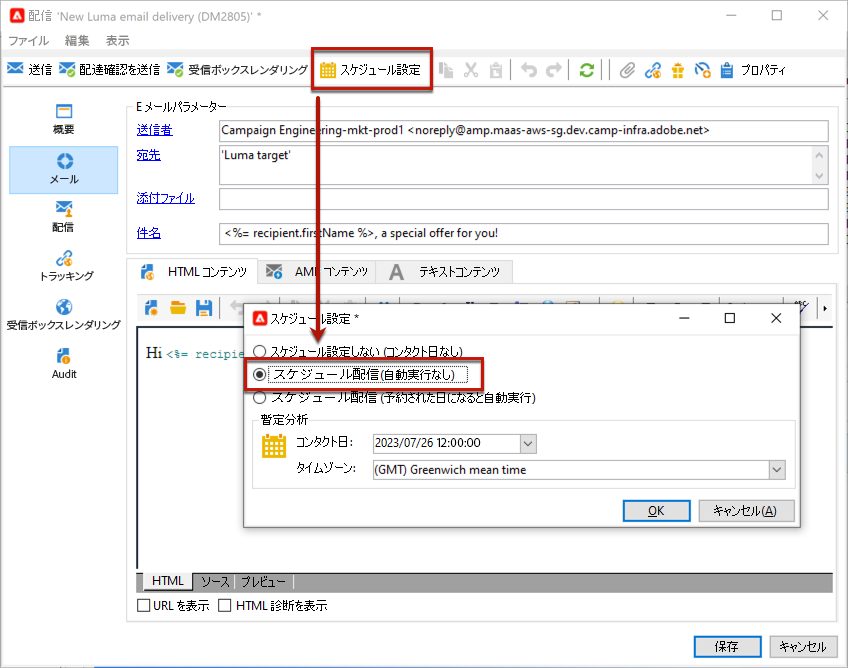 配信 'New Luma email delivery (DM2805)' *
ファイル 編集 表示
送信 配達確認を送信 受信ボックスレンダリング スケジュール設定 プロパティ
概要
メール
配信
トラッキング
受信ボックスレンダリング
Audit
Eメールパラメーター
送信者 Campaign Engineering-mkt-prod1 <noreply@amp.maas-aws-sg.dev.camp-infra.adobe.net>
宛先 'Luma target'
添付ファイル
件名 <%= recipient.firstName %>, a special offer for you!
HTML コンテンツ AMP コンテンツ テキストコンテンツ
Hi <%= recipie
スケジュール設定 *
スケジュール設定しない (コンタクト日なし)
スケジュール配信(自動実行なし)
スケジュール配信 (予約された日になると自動実行)
暫定分析
コンタクト日: 2023/07/26 12:00:00
タイムゾーン: (GMT) Greenwich mean time
OK キャンセル(A)
HTML ソース プレビュー
URL を表示 HTML 診断を表示
保存 キャンセル